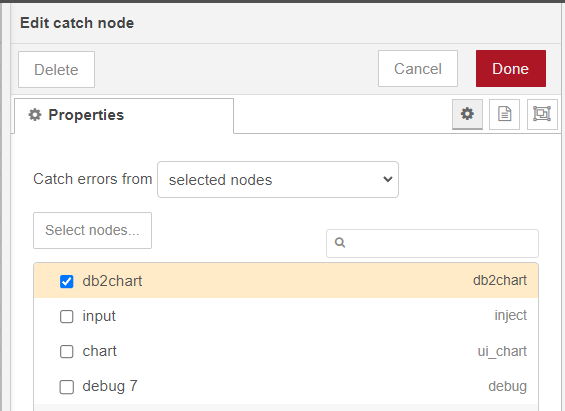 Edit catch node
Delete Cancel Done
Properties
Catch errors from selected nodes
Select nodes...
db2chart db2chart
input inject
chart ui_chart
debug 7 debug